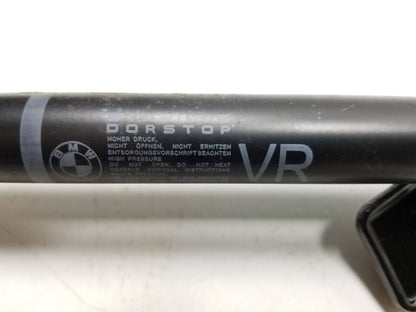 DORSTOP
HOHER DRUCK,
NICHT ÖFFNEN, NICHT ERHITZEN
ENTSORGUNGSVORSCHRIFT BEACHTEN
HIGH PRESSURE
DO NOT OPEN, DO NOT HEAT
OBSERVE DISPOSAL INSTRUCTIONS
BMW
VR